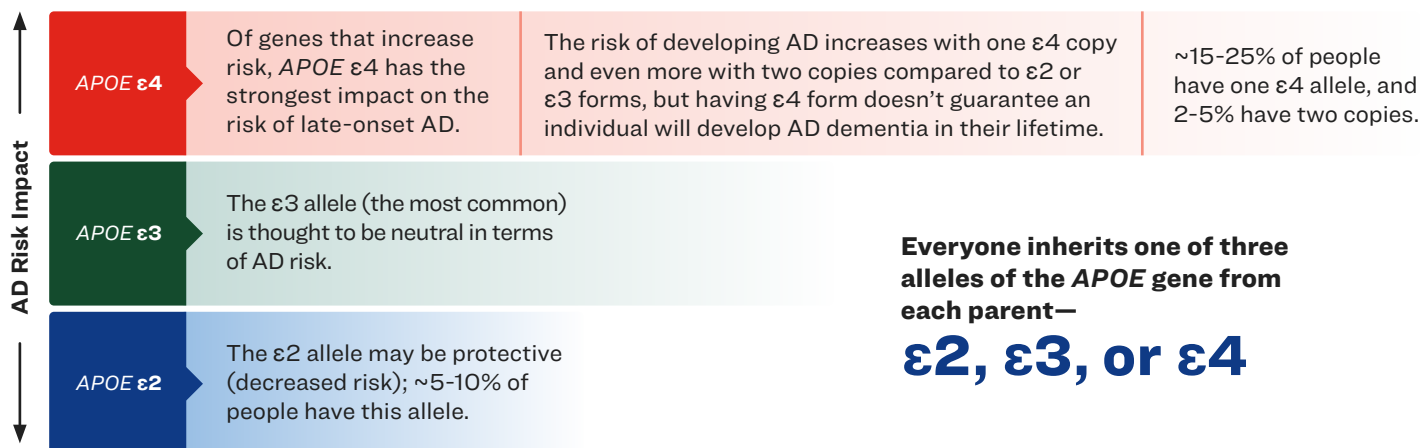 AD Risk Impact
APOE ε4
Of genes that increase
risk, APOE ε4 has the
strongest impact on the
risk of late-onset AD.
The risk of developing AD increases with one ε4 copy
and even more with two copies compared to ε2 or
ε3 forms, but having ε4 form doesn’t guarantee an
individual will develop AD dementia in their lifetime.
~15-25% of people
have one ε4 allele, and
2-5% have two copies.
APOE ε3
The ε3 allele (the most common)
is thought to be neutral in terms
of AD risk.
APOE ε2
The ε2 allele may be protective
(decreased risk); ~5-10% of
people have this allele.
Everyone inherits one of three
alleles of the APOE gene from
each parent—
ε2, ε3, or ε4